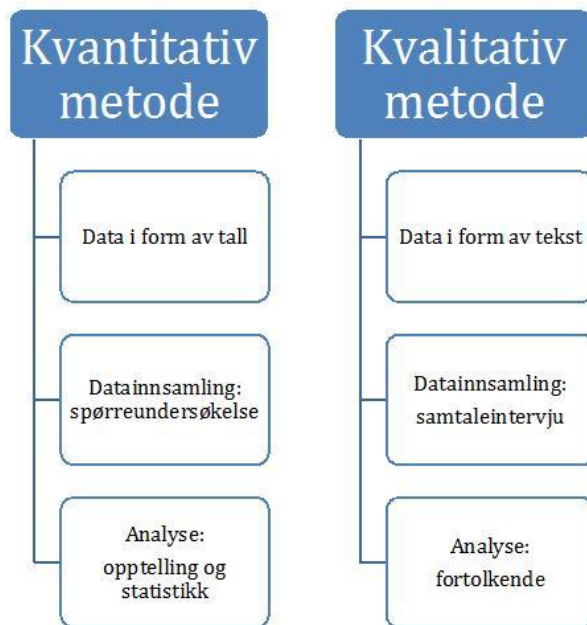 Kvantitativ
metode
Data i form av tall
Datainnsamling:
spørreundersøkelse
Analyse:
opptelling og
statistikk
Kvalitativ
metode
Data i form av tekst
Datainnsamling:
samtaleintervju
Analyse:
fortolkende